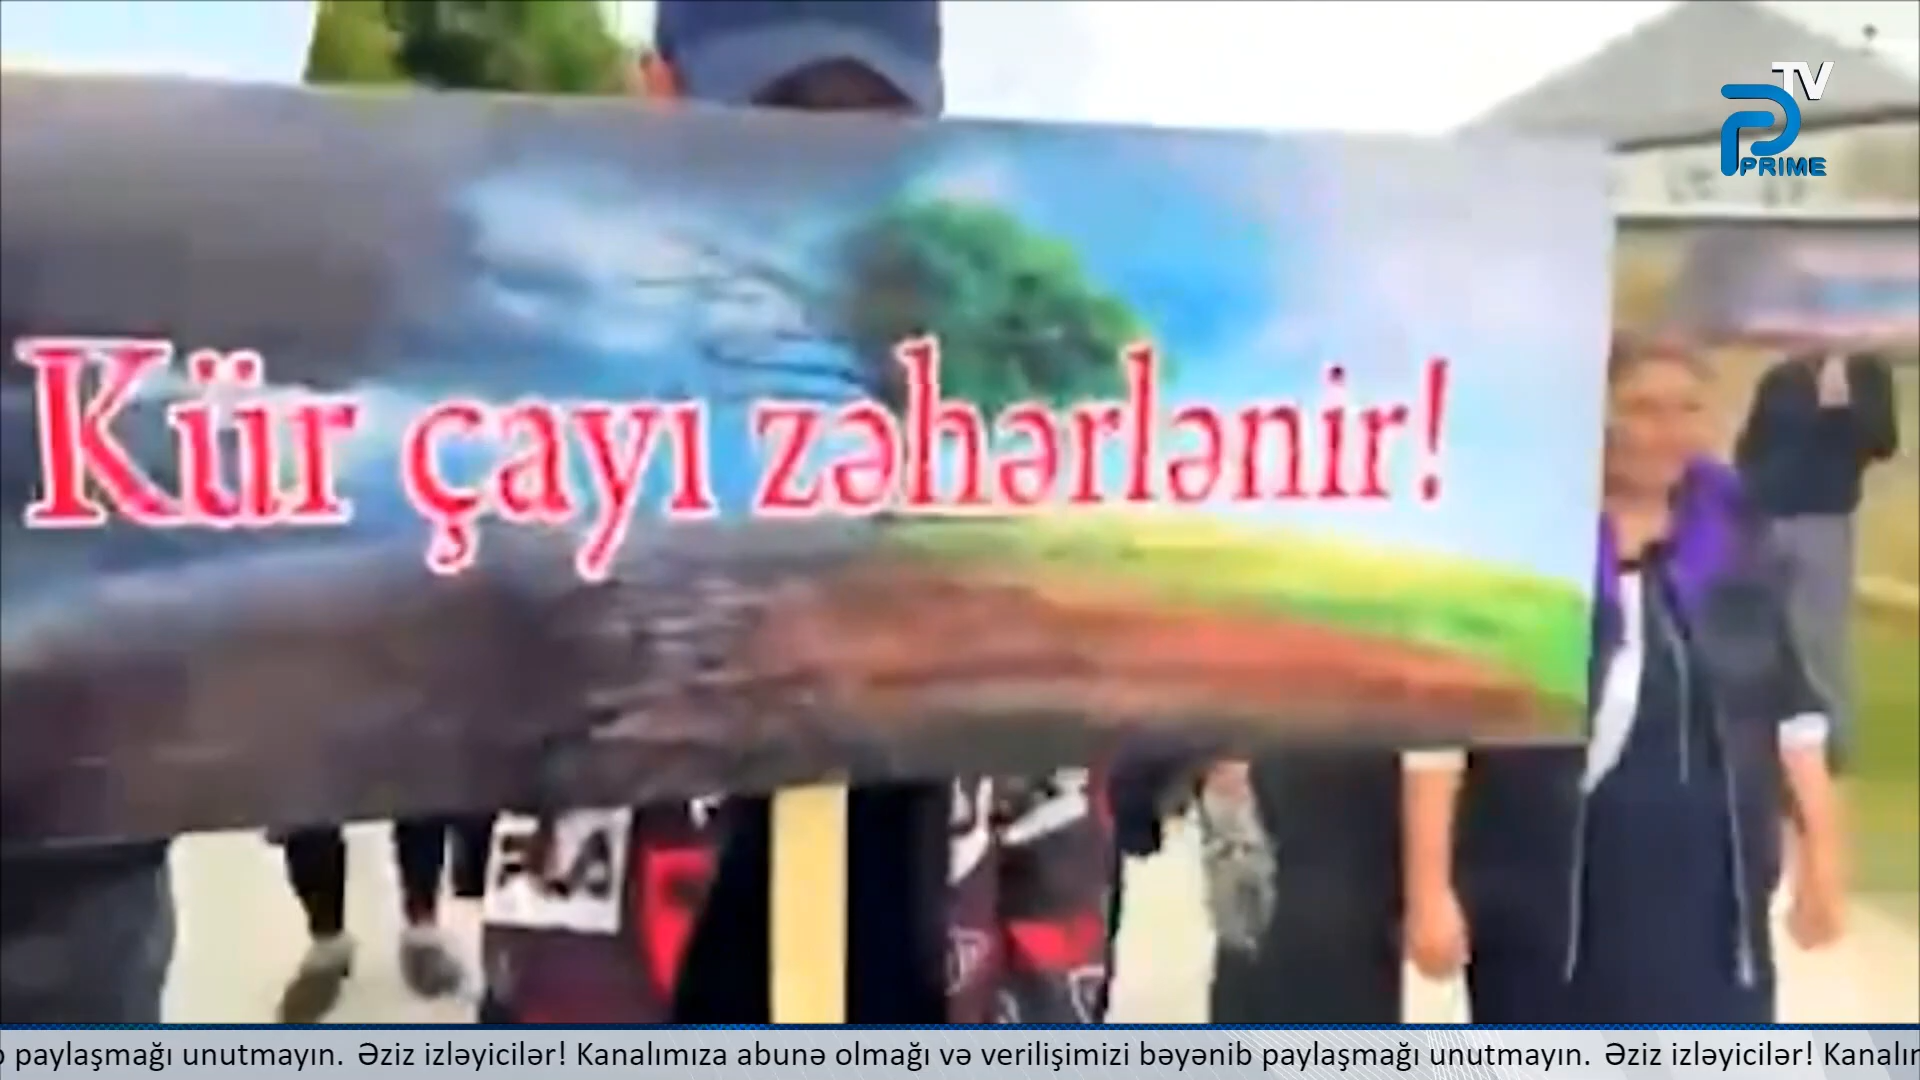 TV
PRIME
Kür çayı zəhərlənir!
FILA
paylaşmağı unutmayın. Əziz izləyicilər! Kanalımıza abunə olmağı və verilişimizi bəyənib paylaşmağı unutmayın. Əziz izləyicilər!